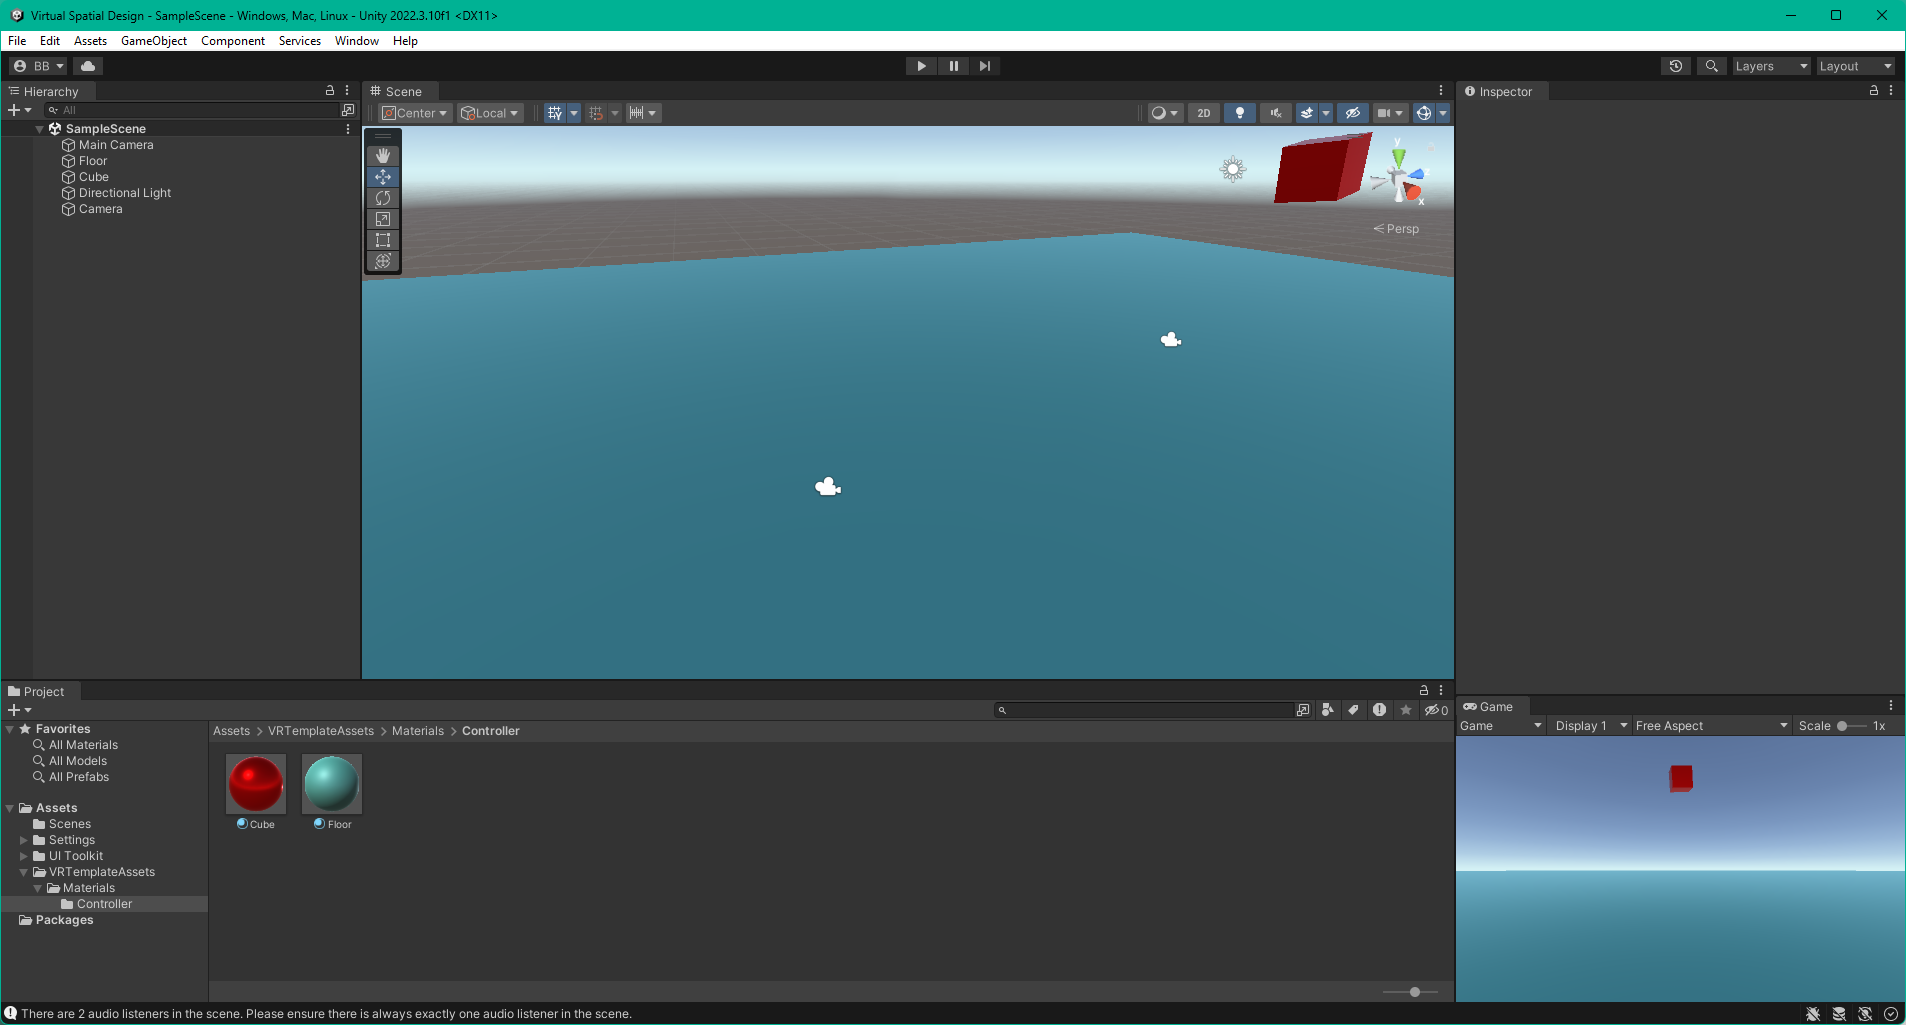 Virtual Spatial Design - SampleScene - Windows, Mac, Linux - Unity 2022.3.10f1 <DX11>
File Edit Assets GameObject Component Services Window Help
BB Layers Layout
Hierarchy
All
SampleScene
Main Camera
Floor
Cube
Directional Light
Camera
Scene
Center Local 2D
y
z
x
Persp
Inspector
Project
0
Favorites
All Materials
All Models
All Prefabs
Assets
Scenes
Settings
UI Toolkit
VRTemplateAssets
Materials
Controller
Packages
Assets > VRTemplateAssets > Materials > Controller
Cube Floor
Game
Game Display 1 Free Aspect Scale 1x
There are 2 audio listeners in the scene. Please ensure there is always exactly one audio listener in the scene.